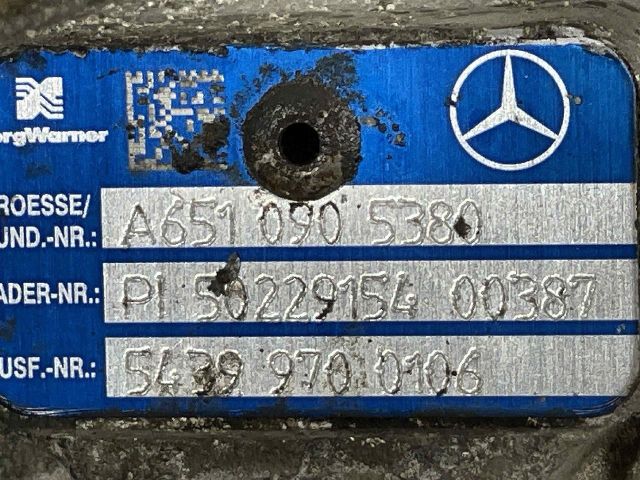 orgWarner
ROESSE/
UND.-NR.: A651 090 5380
ADER-NR.: PI 50229154 00387
USF.-NR.: 5439 970 0106